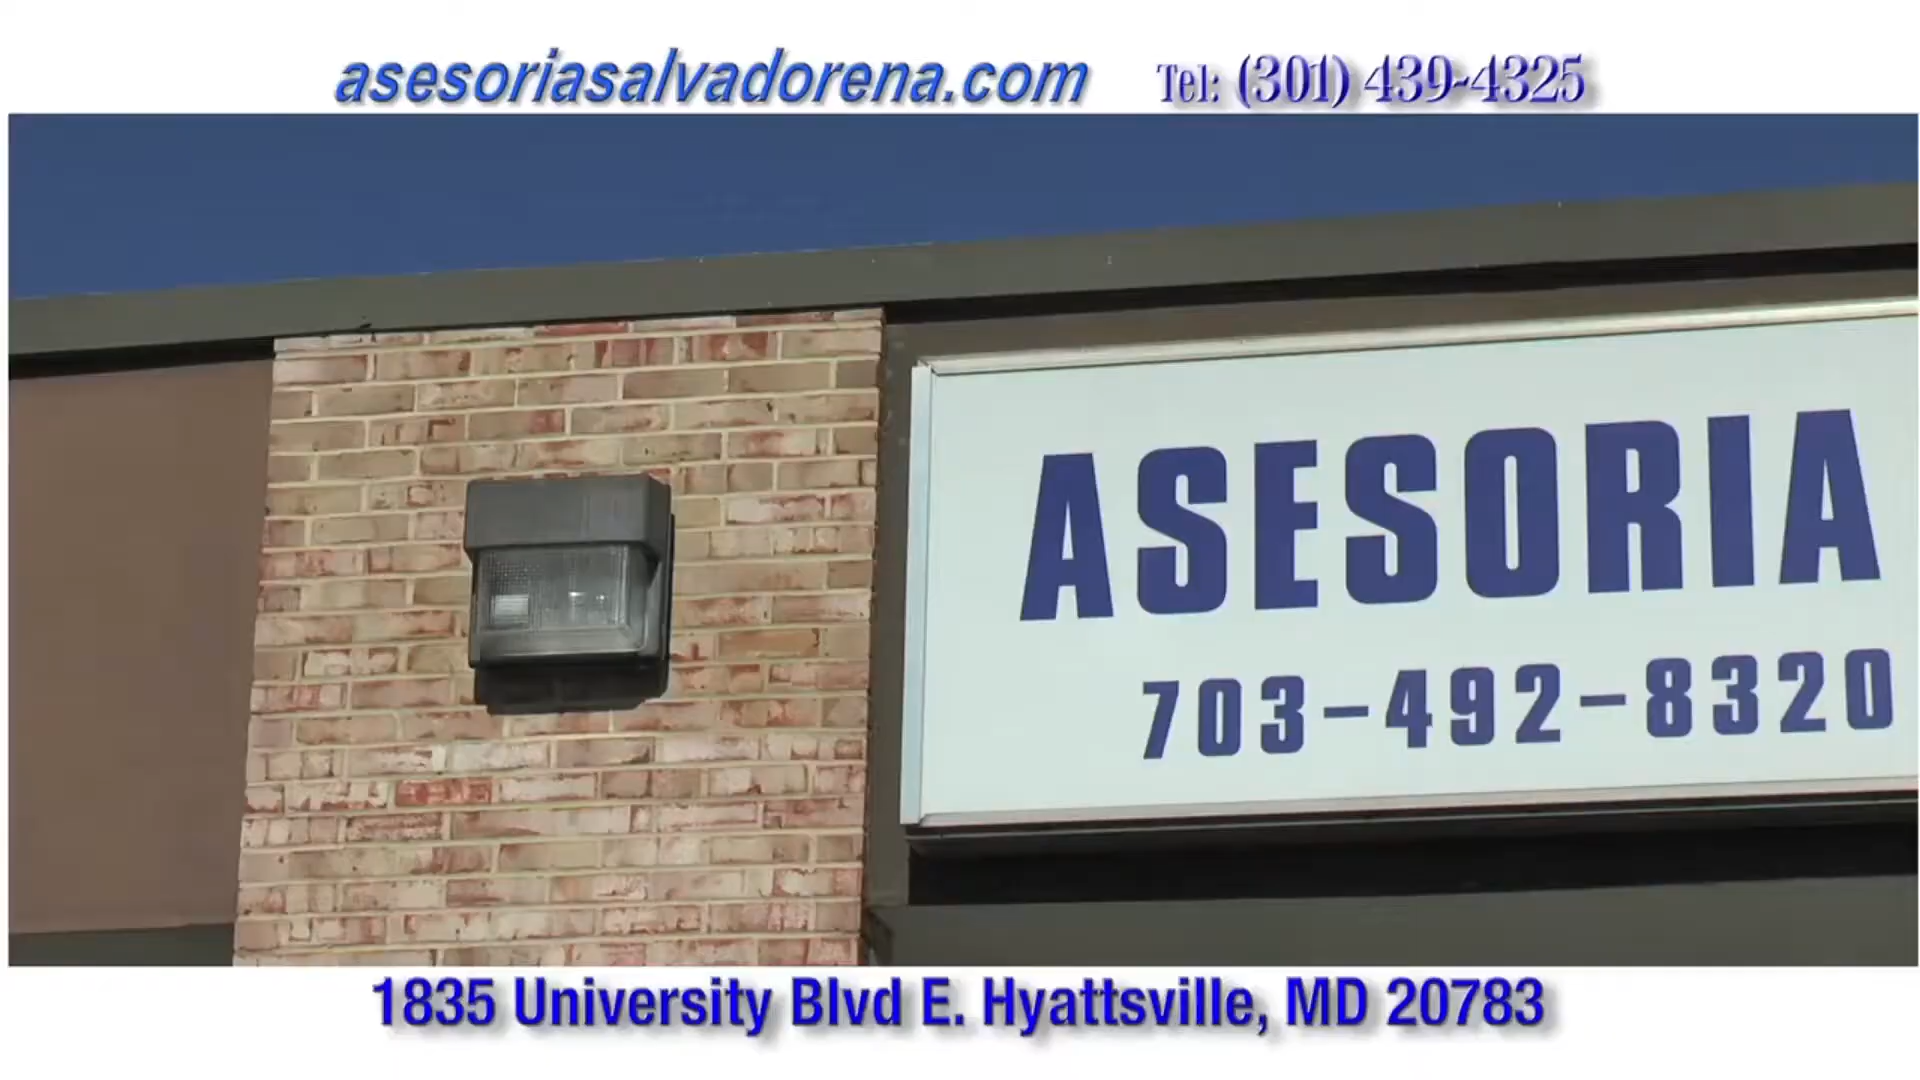 asesoriasalvadorena.com Tel: (301) 439-4325
ASESORIA
703-492-8320
1835 University Blvd E. Hyattsville, MD 20783